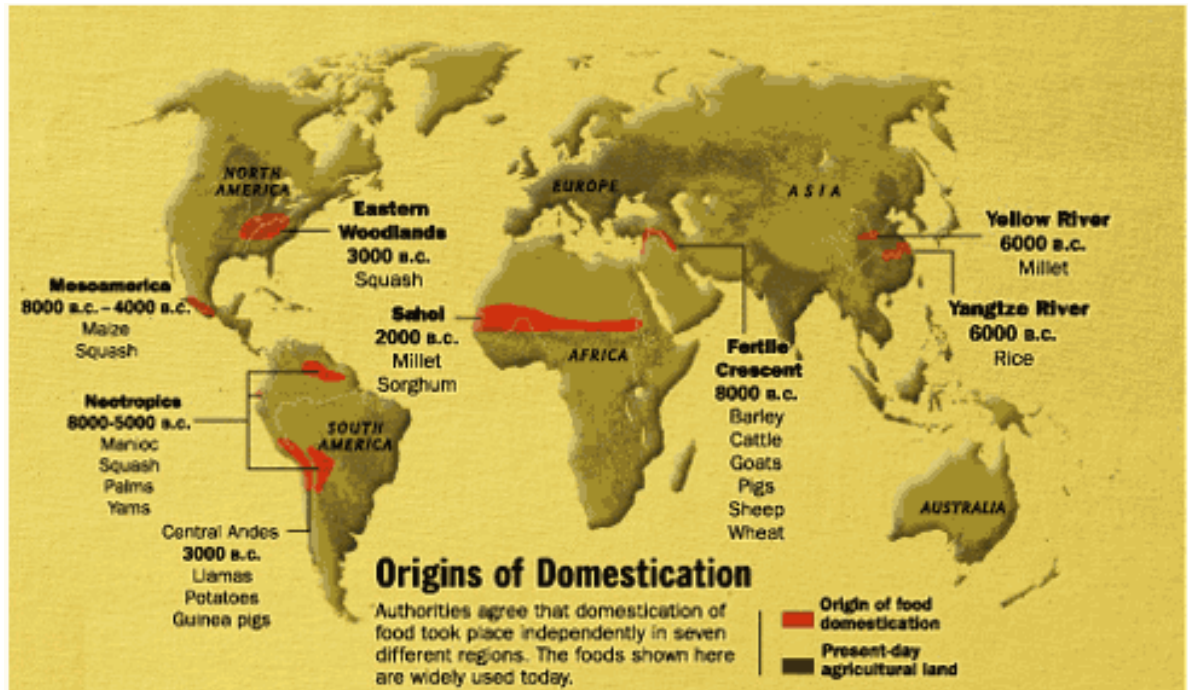 NORTH
AMERICA
EUROPE
ASIA
Eastern
Woodlands
3000 B.C.
Squash
Yellow River
6000 B.C.
Millet
Mesoamerica
8000 B.C. – 4000 B.C.
Maize
Squash
Sahel
2000 B.C.
Millet
Sorghum
AFRICA
Fertile
Crescent
8000 B.C.
Barley
Cattle
Goats
Pigs
Sheep
Wheat
Yangtze River
6000 B.C.
Rice
Neotropics
8000-5000 B.C.
Manioc
Squash
Palms
Yams
SOUTH
AMERICA
AUSTRALIA
Central Andes
3000 B.C.
Llamas
Potatoes
Guinea pigs
Origins of Domestication
Authorities agree that domestication of
food took place independently in seven
different regions. The foods shown here
are widely used today.
Origin of food
domestication
Present-day
agricultural land